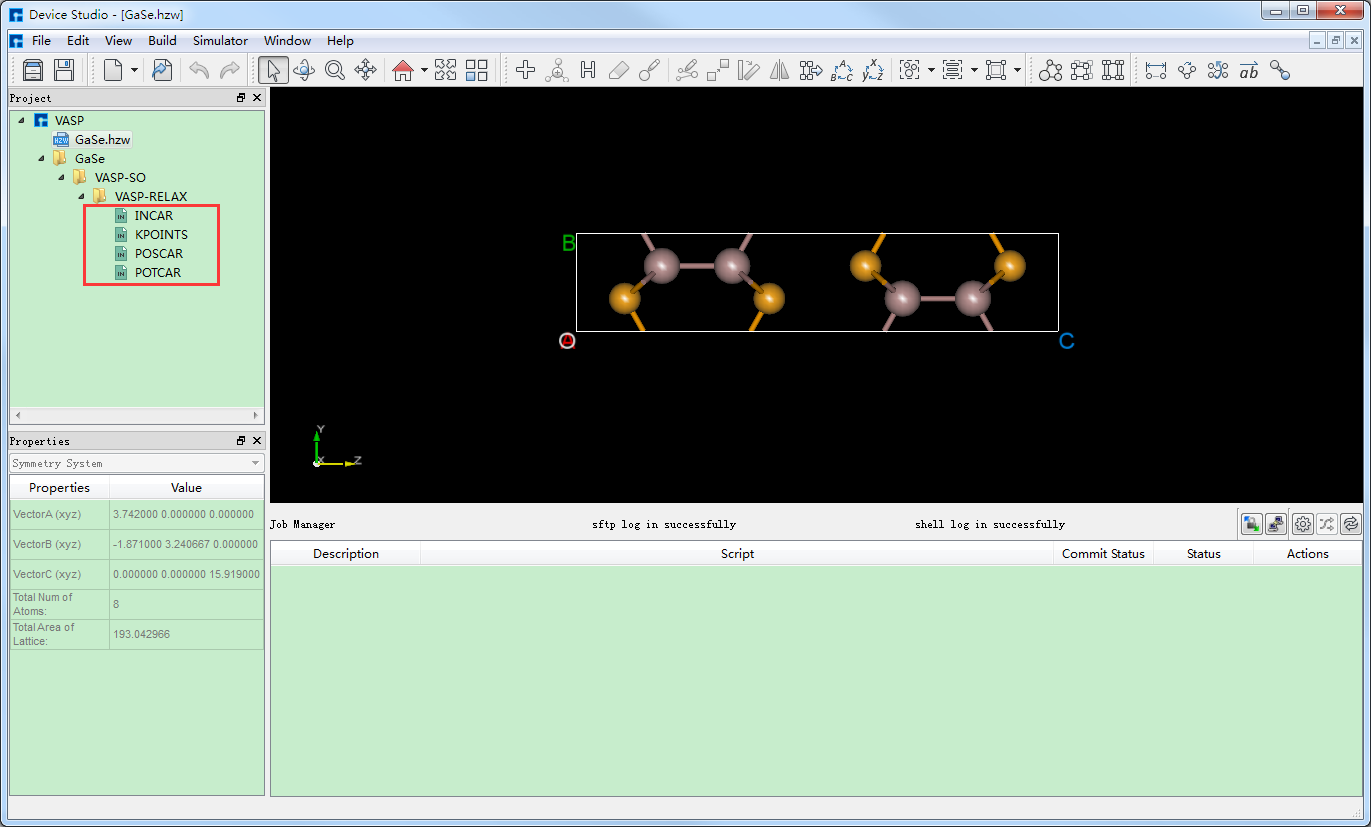 Device Studio - [GaSe.hzw]
File Edit View Build Simulator Window Help
Project
VASP
GaSe.hzw
GaSe
VASP-SO
VASP-RELAX
INCAR
KPOINTS
POSCAR
POTCAR
B
A
C
Y
X
Z
Properties
Symmetry System
Properties Value
VectorA (xyz) 3.742000 0.000000 0.000000
VectorB (xyz) -1.871000 3.240667 0.000000
VectorC (xyz) 0.000000 0.000000 15.919000
Total Num of
Atoms:
8
Total Area of
Lattice:
193.042966
Job Manager sftp log in successfully shell log in successfully
Description Script Commit Status Status Actions